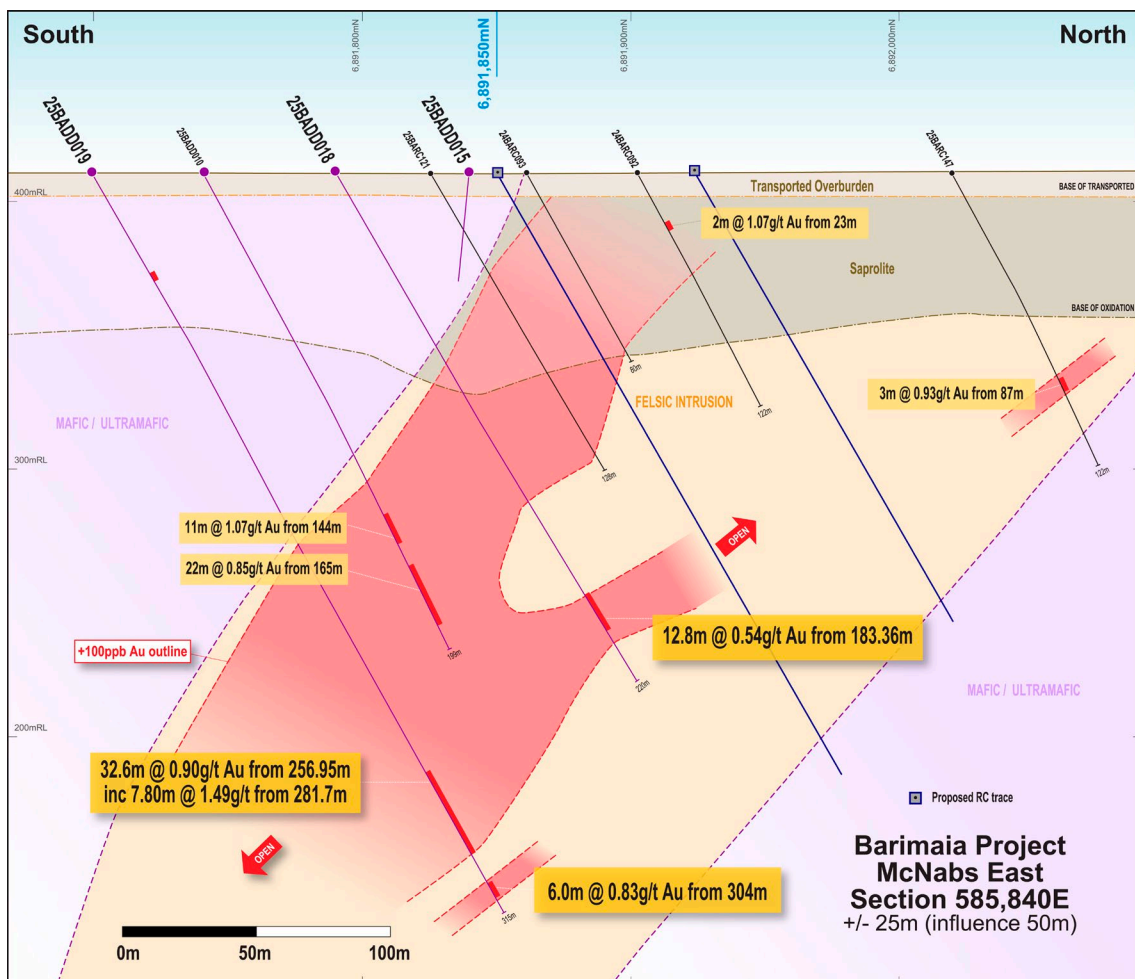 South
North
6,891,800mN
6,891,850mN
6,891,900mN
6,892,000mN
25BADD019
25BADD010
25BADD018
25BARC121
25BADD015
24BARC093
24BARC092
25BARC147
400mRL
Transported Overburden
BASE OF TRANSPORTED
2m @ 1.07g/t Au from 23m
Saprolite
BASE OF OXIDATION
80m
122m
3m @ 0.93g/t Au from 87m
FELSIC INTRUSION
MAFIC / ULTRAMAFIC
300mRL
128m
122m
11m @ 1.07g/t Au from 144m
OPEN
22m @ 0.85g/t Au from 165m
12.8m @ 0.54g/t Au from 183.36m
+100ppb Au outline
199m
220m
MAFIC / ULTRAMAFIC
200mRL
32.6m @ 0.90g/t Au from 256.95m
inc 7.80m @ 1.49g/t from 281.7m
Proposed RC trace
OPEN
6.0m @ 0.83g/t Au from 304m
315m
Barimaia Project
McNabs East
Section 585,840E
+/- 25m (influence 50m)
0m
50m
100m